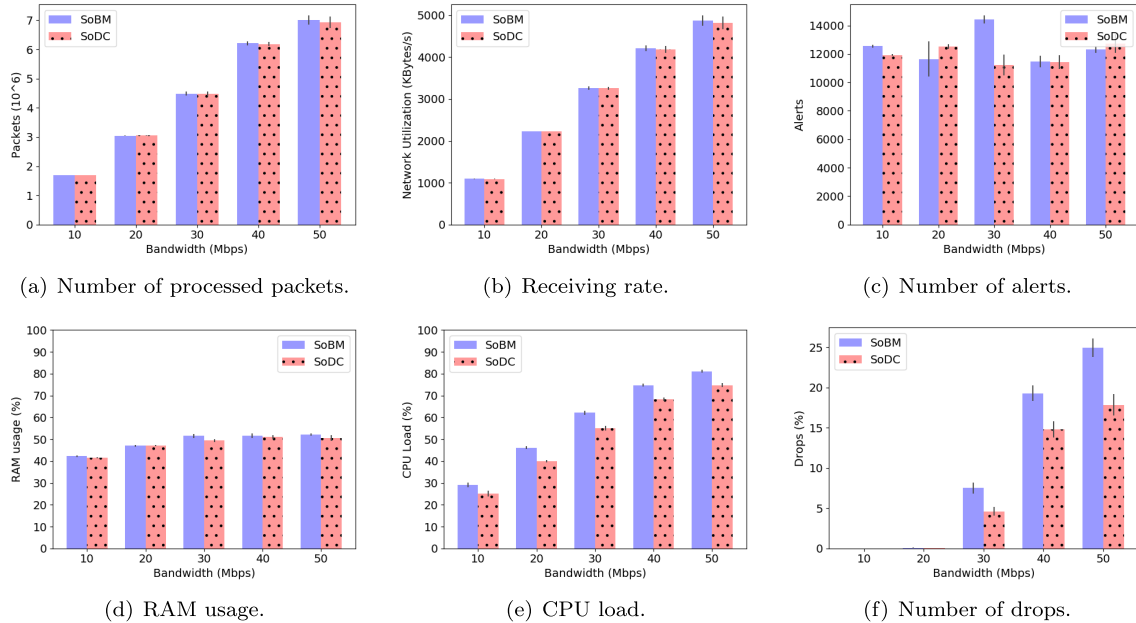 7
6
5
4
3
2
1
0
Packets (10^6)
SoBM
SoDC
10 20 30 40 50
Bandwidth (Mbps)
(a) Number of processed packets.
5000
4000
3000
2000
1000
0
Network Utilization (KBytes/s)
SoBM
SoDC
10 20 30 40 50
Bandwidth (Mbps)
(b) Receiving rate.
14000
12000
10000
8000
6000
4000
2000
0
Alerts
SoBM
SoDC
10 20 30 40 50
Bandwidth (Mbps)
(c) Number of alerts.
100
90
80
70
60
50
40
30
20
10
0
RAM usage (%)
SoBM
SoDC
10 20 30 40 50
Bandwidth (Mbps)
(d) RAM usage.
100
90
80
70
60
50
40
30
20
10
0
CPU Load (%)
SoBM
SoDC
10 20 30 40 50
Bandwidth (Mbps)
(e) CPU load.
25
20
15
10
5
0
Drops (%)
SoBM
SoDC
10 20 30 40 50
Bandwidth (Mbps)
(f) Number of drops.